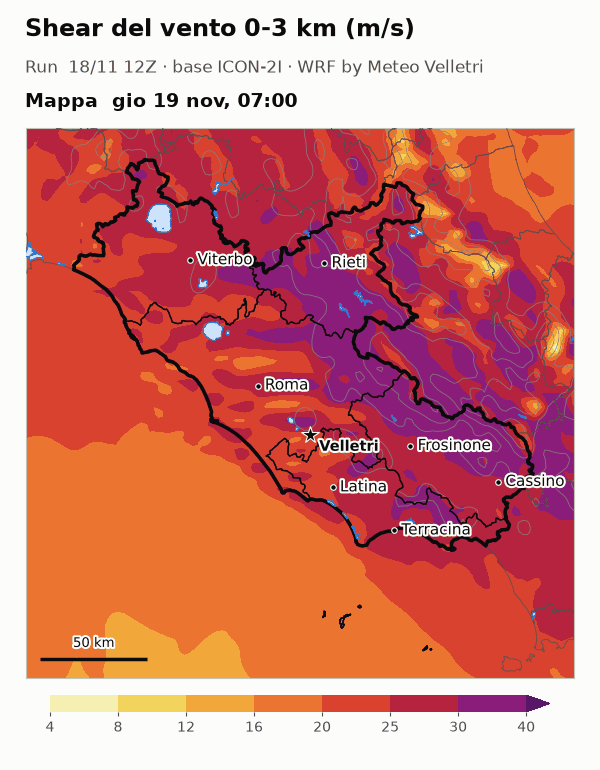 Shear del vento 0-3 km (m/s)
Run  18/11 12Z · base ICON-2I · WRF by Meteo Velletri
Mappa  gio 19 nov, 07:00
Viterbo
Rieti
Roma
Velletri
Frosinone
Cassino
Latina
Terracina
50 km
4 8 12 16 20 25 30 40